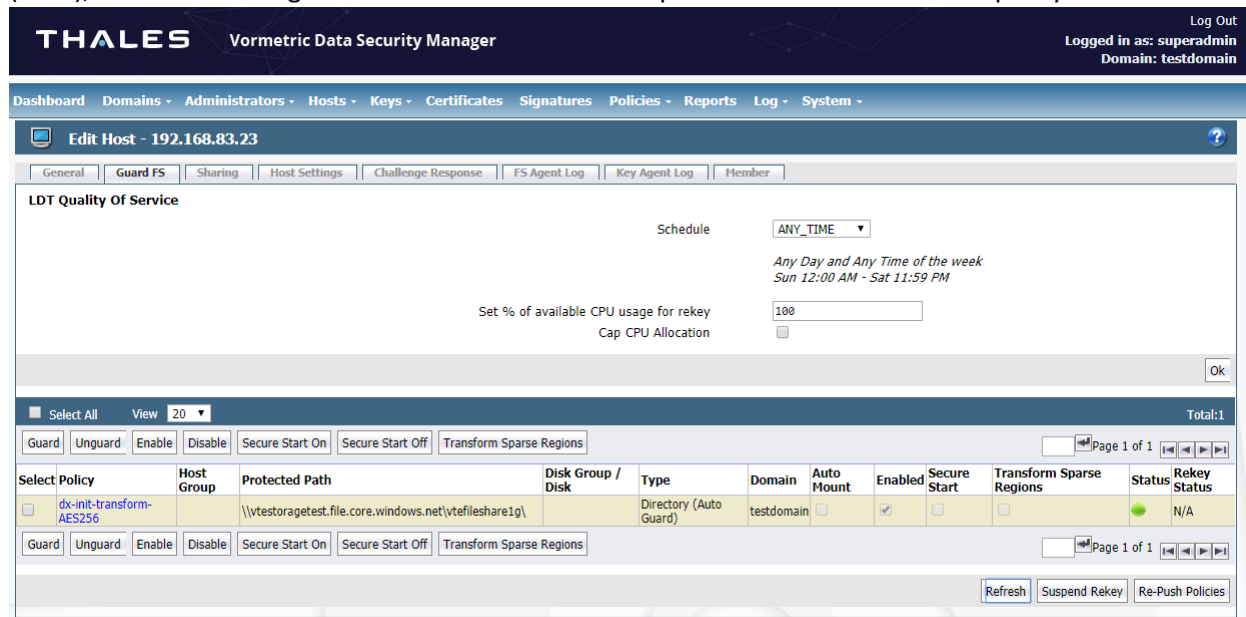 Log Out
THALES Vormetric Data Security Manager
Logged in as: superadmin
Domain: testdomain
Dashboard Domains Administrators Hosts Keys Certificates Signatures Policies Reports Log System
Edit Host - 192.168.83.23 ?
General Guard FS Sharing Host Settings Challenge Response FS Agent Log Key Agent Log Member
LDT Quality Of Service
Schedule ANY_TIME
Any Day and Any Time of the week
Sun 12:00 AM - Sat 11:59 PM
Set % of available CPU usage for rekey 100
Cap CPU Allocation
Ok
Select All View 20 Total:1
Guard Unguard Enable Disable Secure Start On Secure Start Off Transform Sparse Regions Page 1 of 1
Select Policy Host Group Protected Path Disk Group / Disk Type Domain Auto Mount Enabled Secure Start Transform Sparse Regions Status Rekey Status
dx-init-transform-AES256 \\vtestoragetest.file.core.windows.net\vtefileshare1g\ Directory (Auto Guard) testdomain N/A
Guard Unguard Enable Disable Secure Start On Secure Start Off Transform Sparse Regions Page 1 of 1
Refresh Suspend Rekey Re-Push Policies